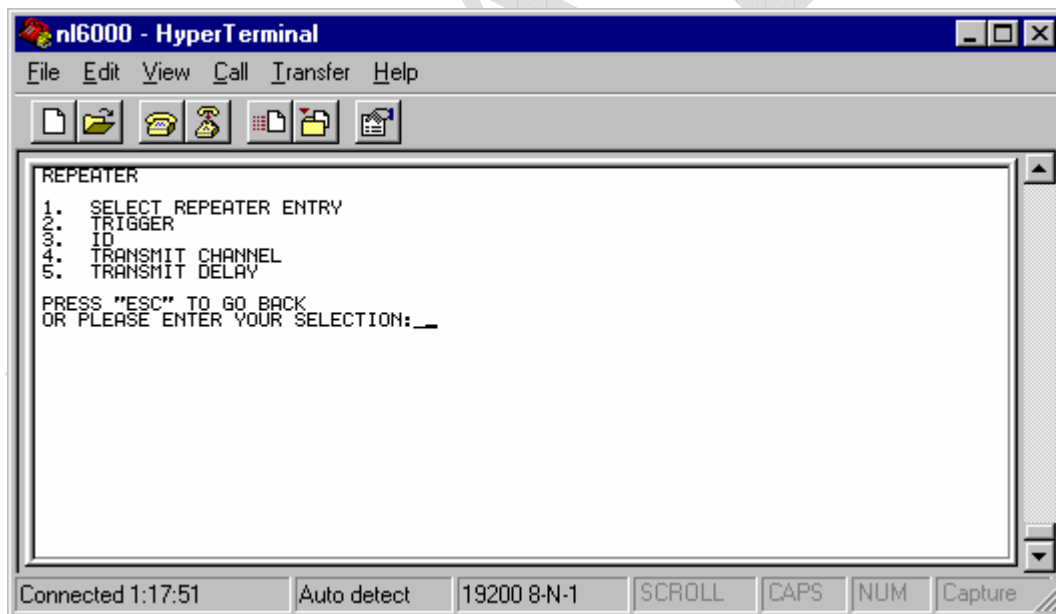 nl6000 - HyperTerminal
File Edit View Call Transfer Help
REPEATER
1. SELECT REPEATER ENTRY
2. TRIGGER
3. ID
4. TRANSMIT CHANNEL
5. TRANSMIT DELAY
PRESS "ESC" TO GO BACK
OR PLEASE ENTER YOUR SELECTION:_
Connected 1:17:51 Auto detect 19200 8-N-1 SCROLL CAPS NUM Capture